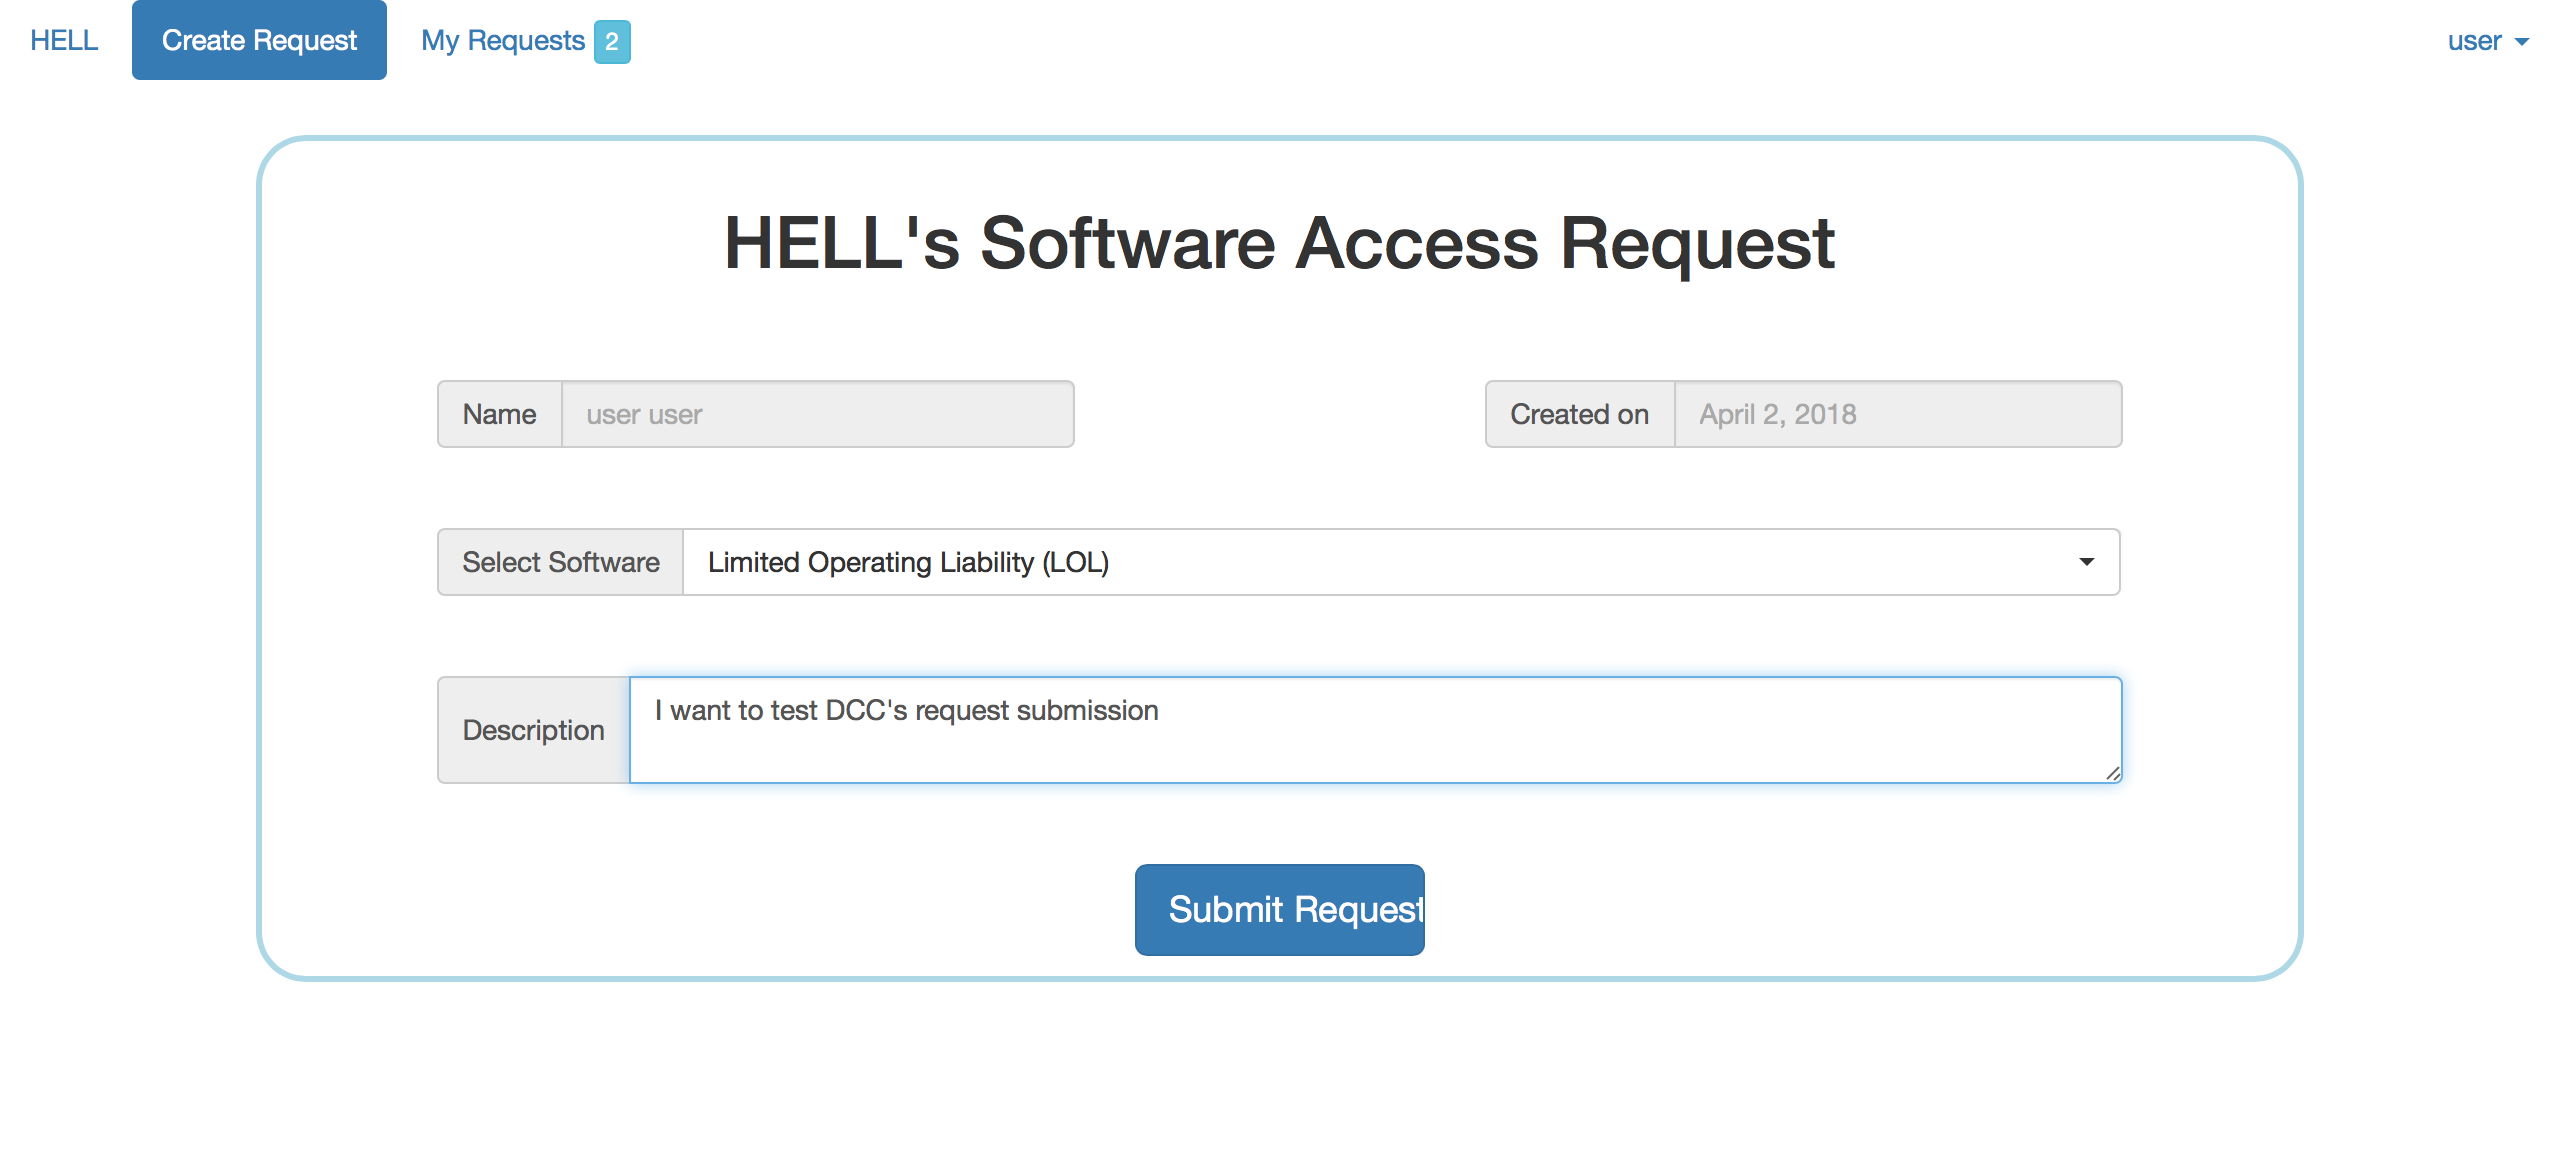 HELL Create Request My Requests 2 user
HELL's Software Access Request
Name user user Created on April 2, 2018
Select Software Limited Operating Liability (LOL)
Description I want to test DCC's request submission
Submit Request